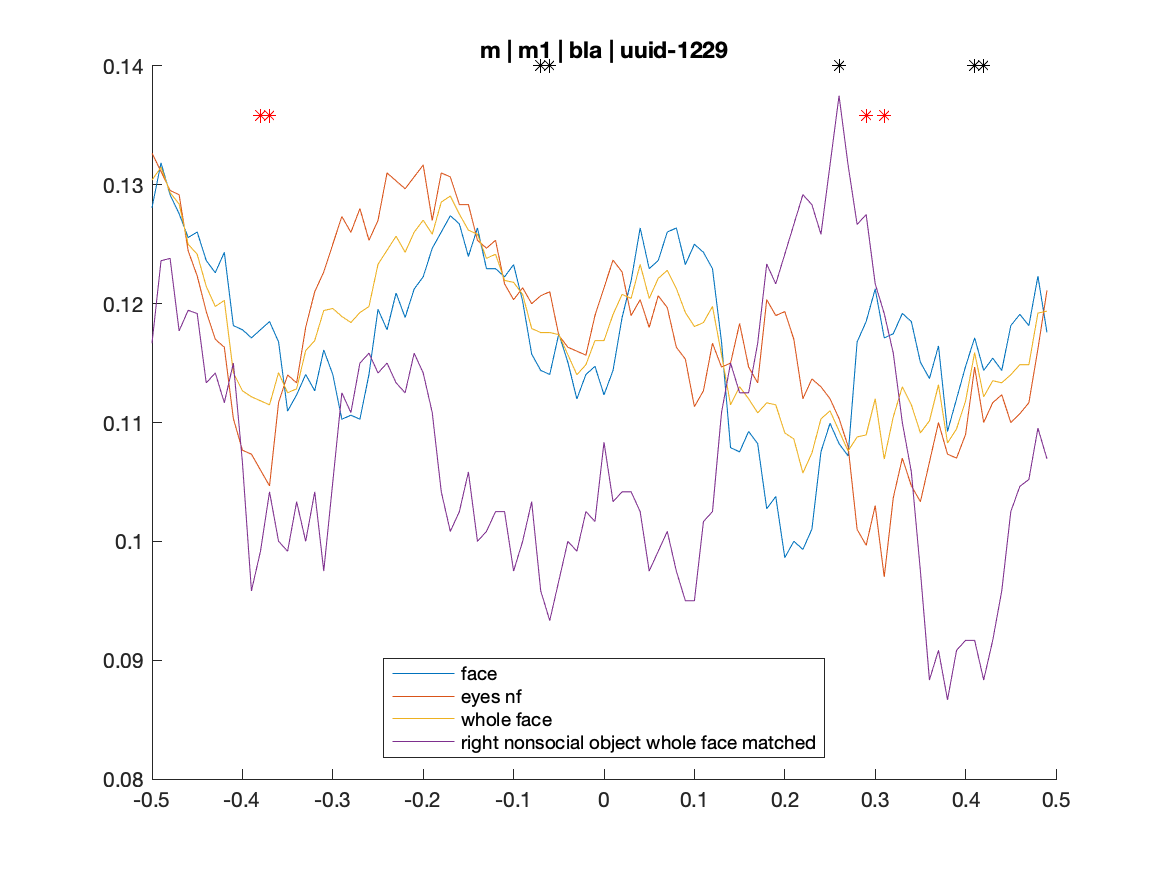 m | m1 | bla | uuid-1229
0.14
0.13
0.12
0.11
0.1
0.09
0.08
face
eyes nf
whole face
right nonsocial object whole face matched
-0.5 -0.4 -0.3 -0.2 -0.1 0 0.1 0.2 0.3 0.4 0.5